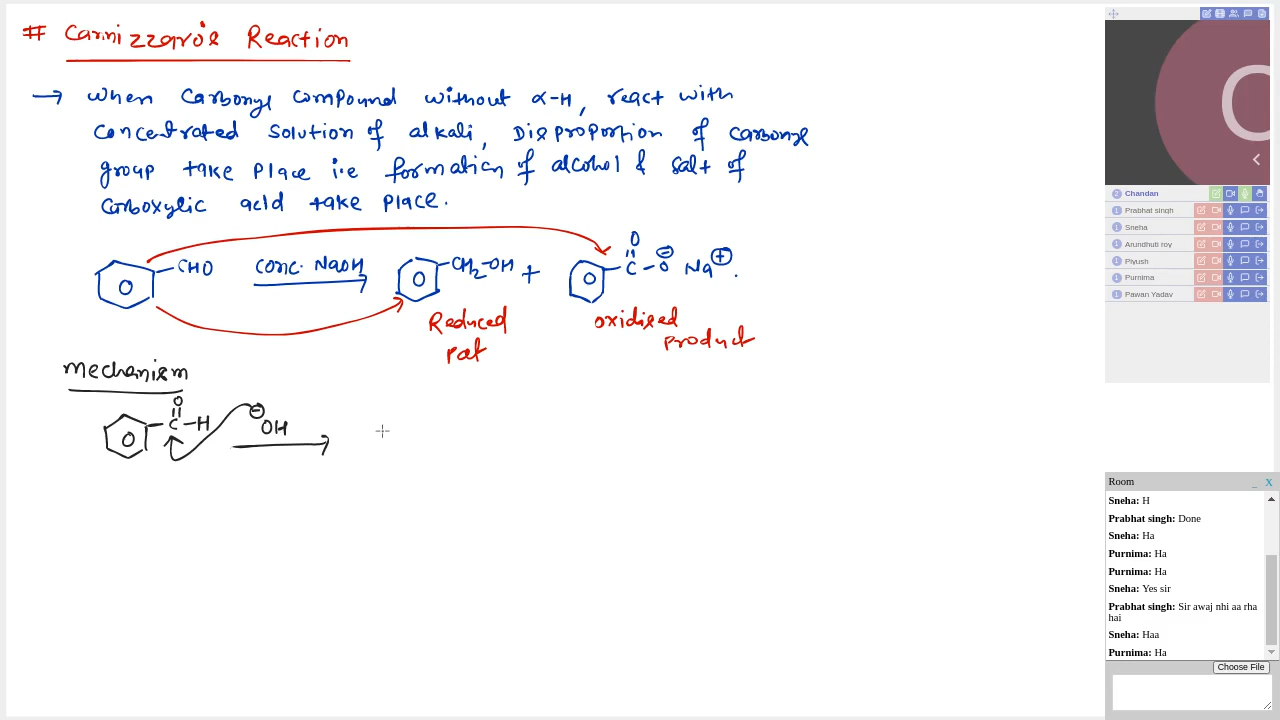 # Cannizzaro's Reaction
→ When Carbonyl Compound without α-H, react with
Concentrated solution of alkali, Disproportion of carbonyl
group take place i.e formation of alcohol & salt of
Carboxylic acid take place.
CHO
Conc. NaOH
CH2-OH +
O
C - O⊖ Na⊕.
Reduced
pdt
oxidised
product
Mechanism
O
C-H
⊖
OH
C
Chandan
Prabhat singh
Sneha
Arundhuti roy
Piyush
Purnima
Pawan Yadav
Room _ X
Sneha: H
Prabhat singh: Done
Sneha: Ha
Purnima: Ha
Purnima: Ha
Sneha: Yes sir
Prabhat singh: Sir awaj nhi aa rha
hai
Sneha: Haa
Purnima: Ha
Choose File